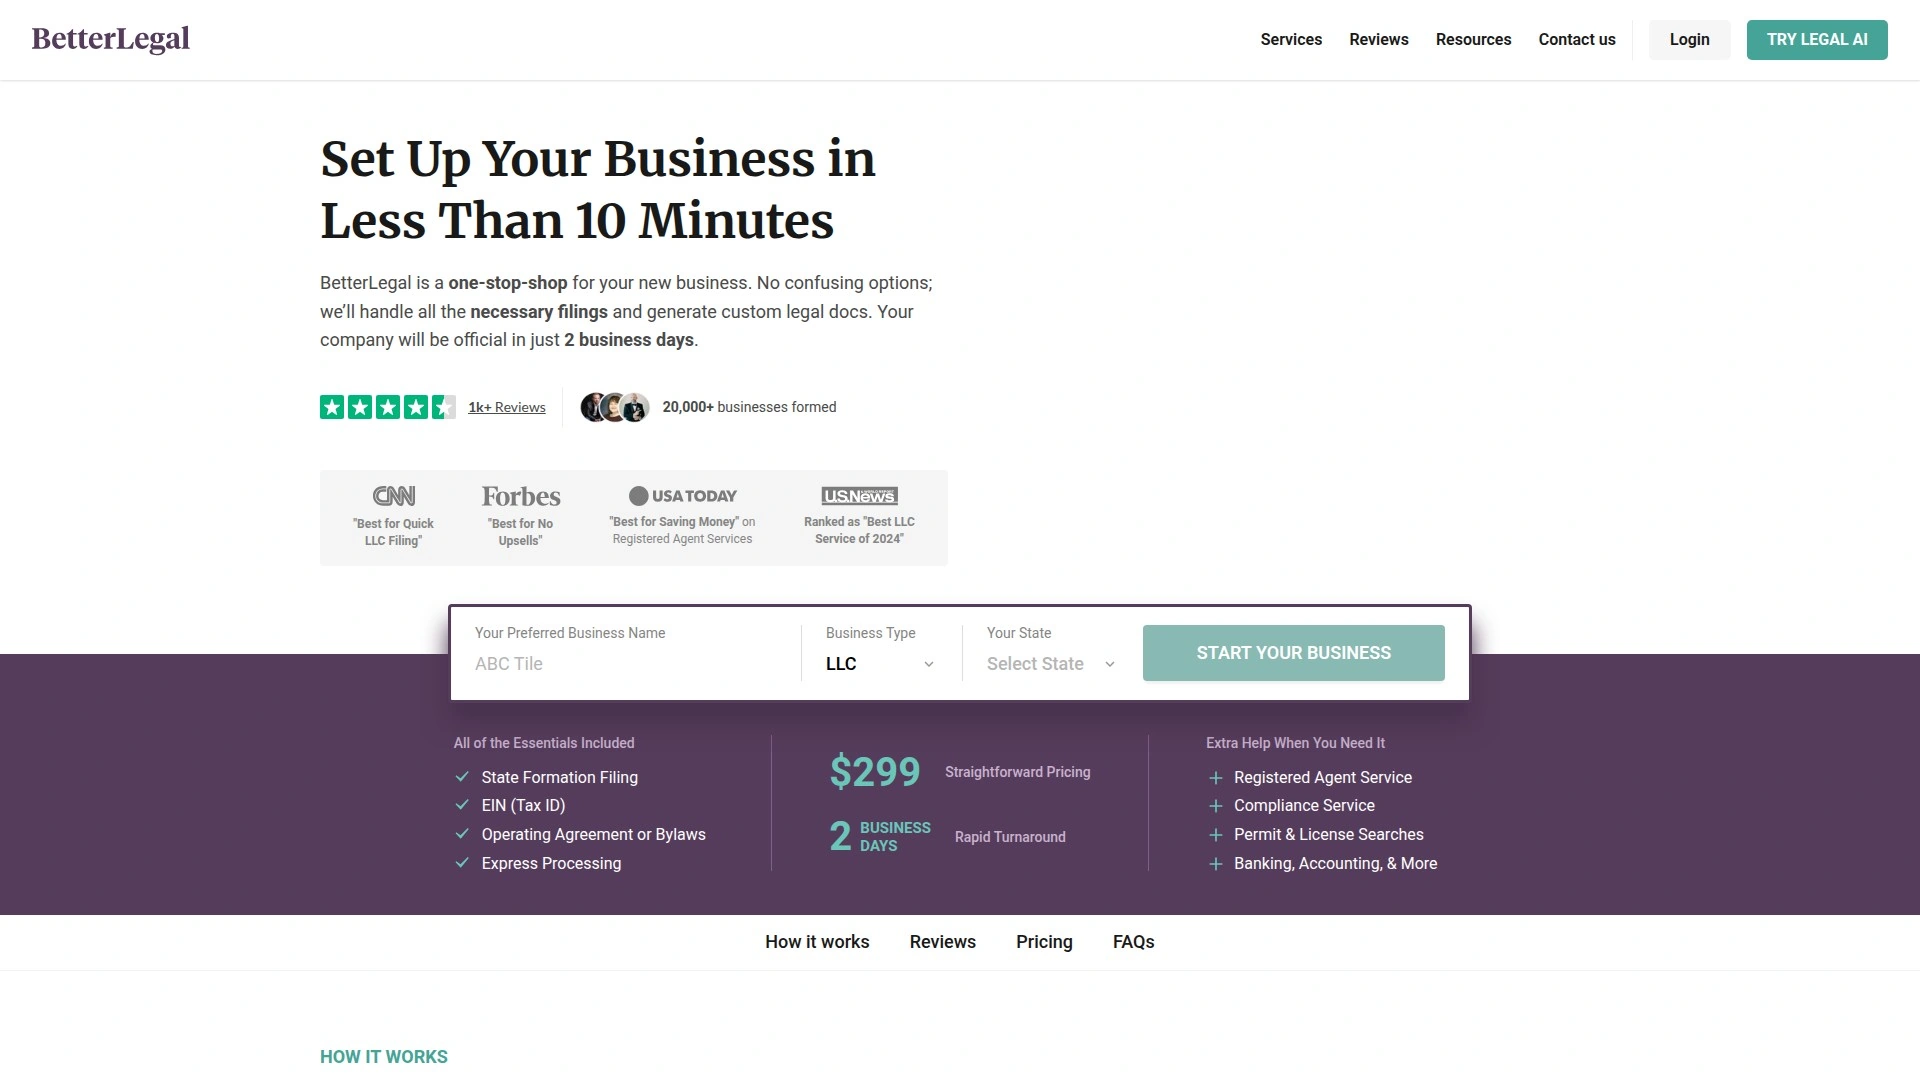 BetterLegal
Services
Reviews
Resources
Contact us
Login
TRY LEGAL AI
Set Up Your Business in
Less Than 10 Minutes
BetterLegal is a one-stop-shop for your new business. No confusing options;
we’ll handle all the necessary filings and generate custom legal docs. Your
company will be official in just 2 business days.
1k+ Reviews
20,000+ businesses formed
CNN
"Best for Quick
LLC Filing"
Forbes
"Best for No
Upsells"
USA TODAY
"Best for Saving Money" on
Registered Agent Services
U.S.News
Ranked as "Best LLC
Service of 2024"
Your Preferred Business Name
ABC Tile
Business Type
LLC
Your State
Select State
START YOUR BUSINESS
All of the Essentials Included
State Formation Filing
EIN (Tax ID)
Operating Agreement or Bylaws
Express Processing
$299
Straightforward Pricing
2 BUSINESS
DAYS
Rapid Turnaround
Extra Help When You Need It
Registered Agent Service
Compliance Service
Permit & License Searches
Banking, Accounting, & More
How it works
Reviews
Pricing
FAQs
HOW IT WORKS